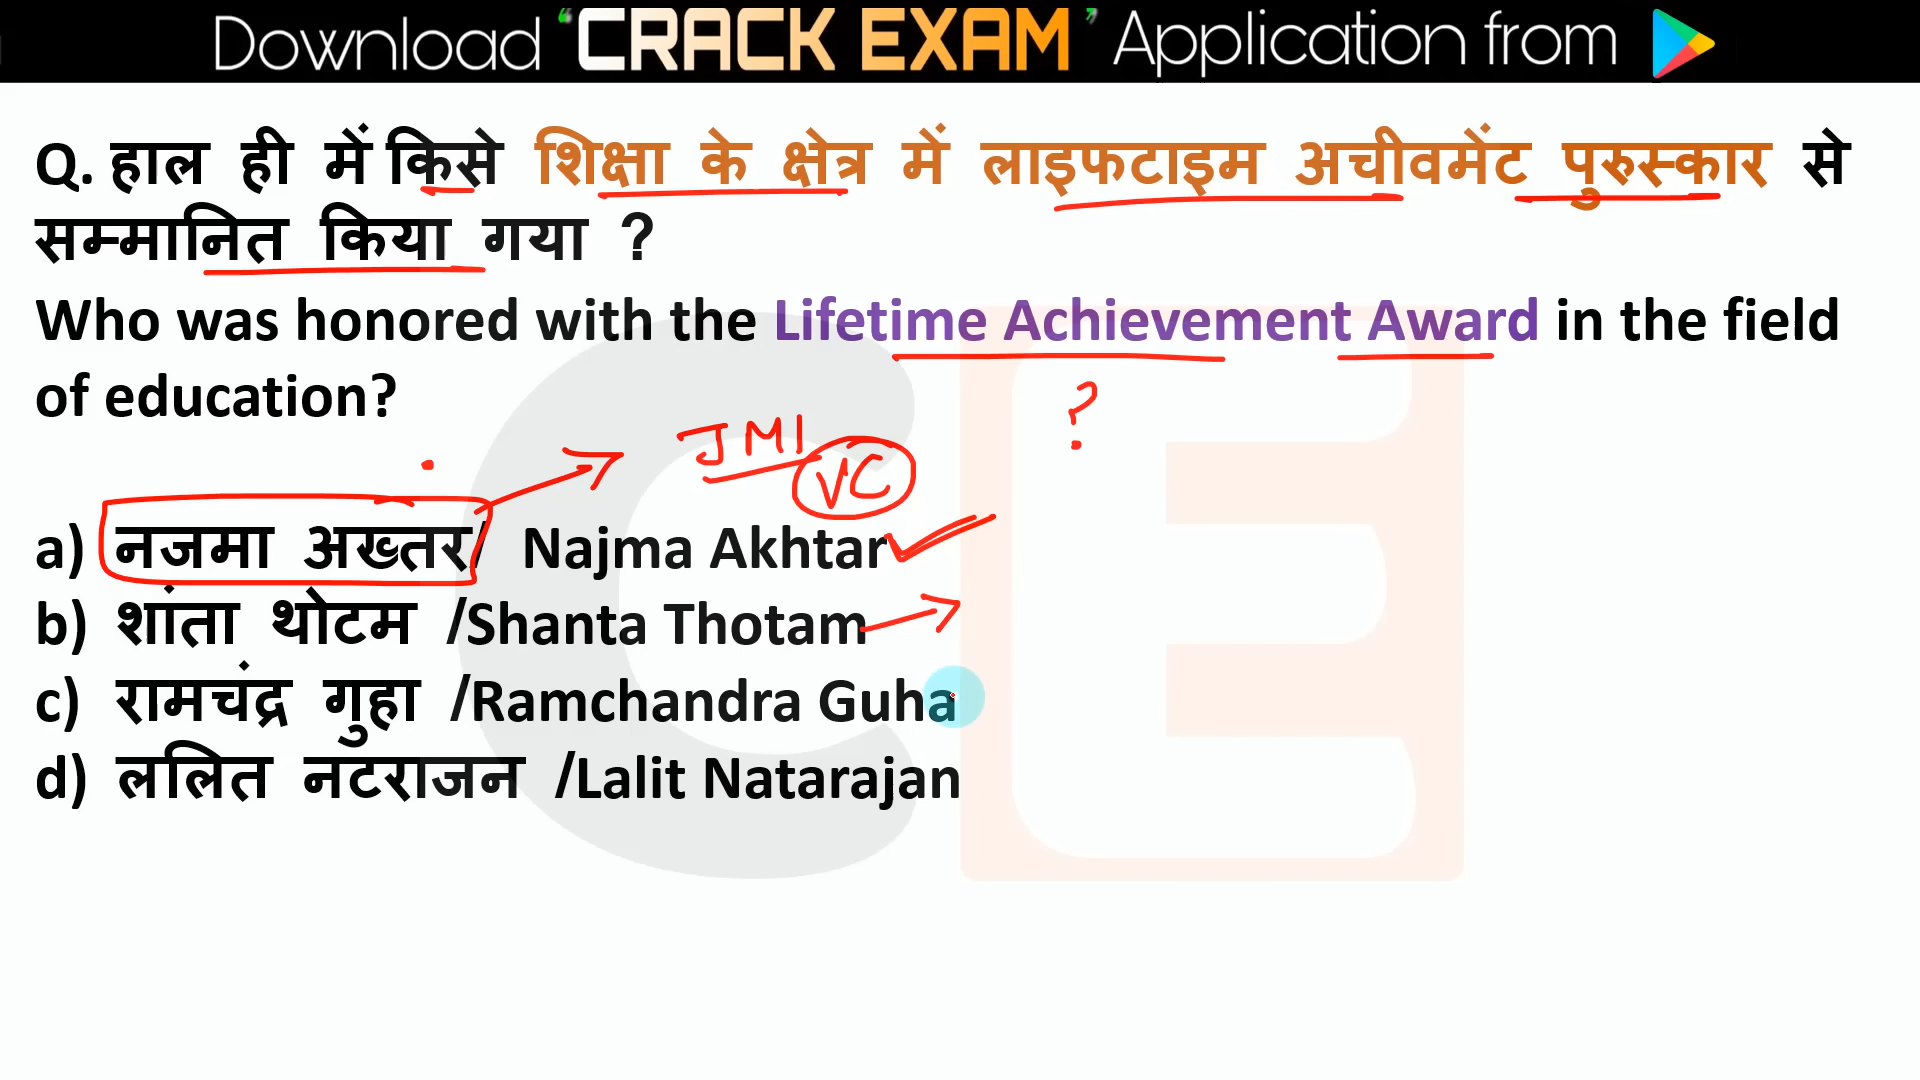 Download 'CRACK EXAM' Application from
Q. हाल ही में किसे शिक्षा के क्षेत्र में लाइफटाइम अचीवमेंट पुरुस्कार से
सम्मानित किया गया ?
Who was honored with the Lifetime Achievement Award in the field
of education?
?
JMI
VC
a) नजमा अख्तर/ Najma Akhtar
b) शांता थोटम /Shanta Thotam
c) रामचंद्र गुहा /Ramchandra Guha
d) ललित नटराजन /Lalit Natarajan
CE